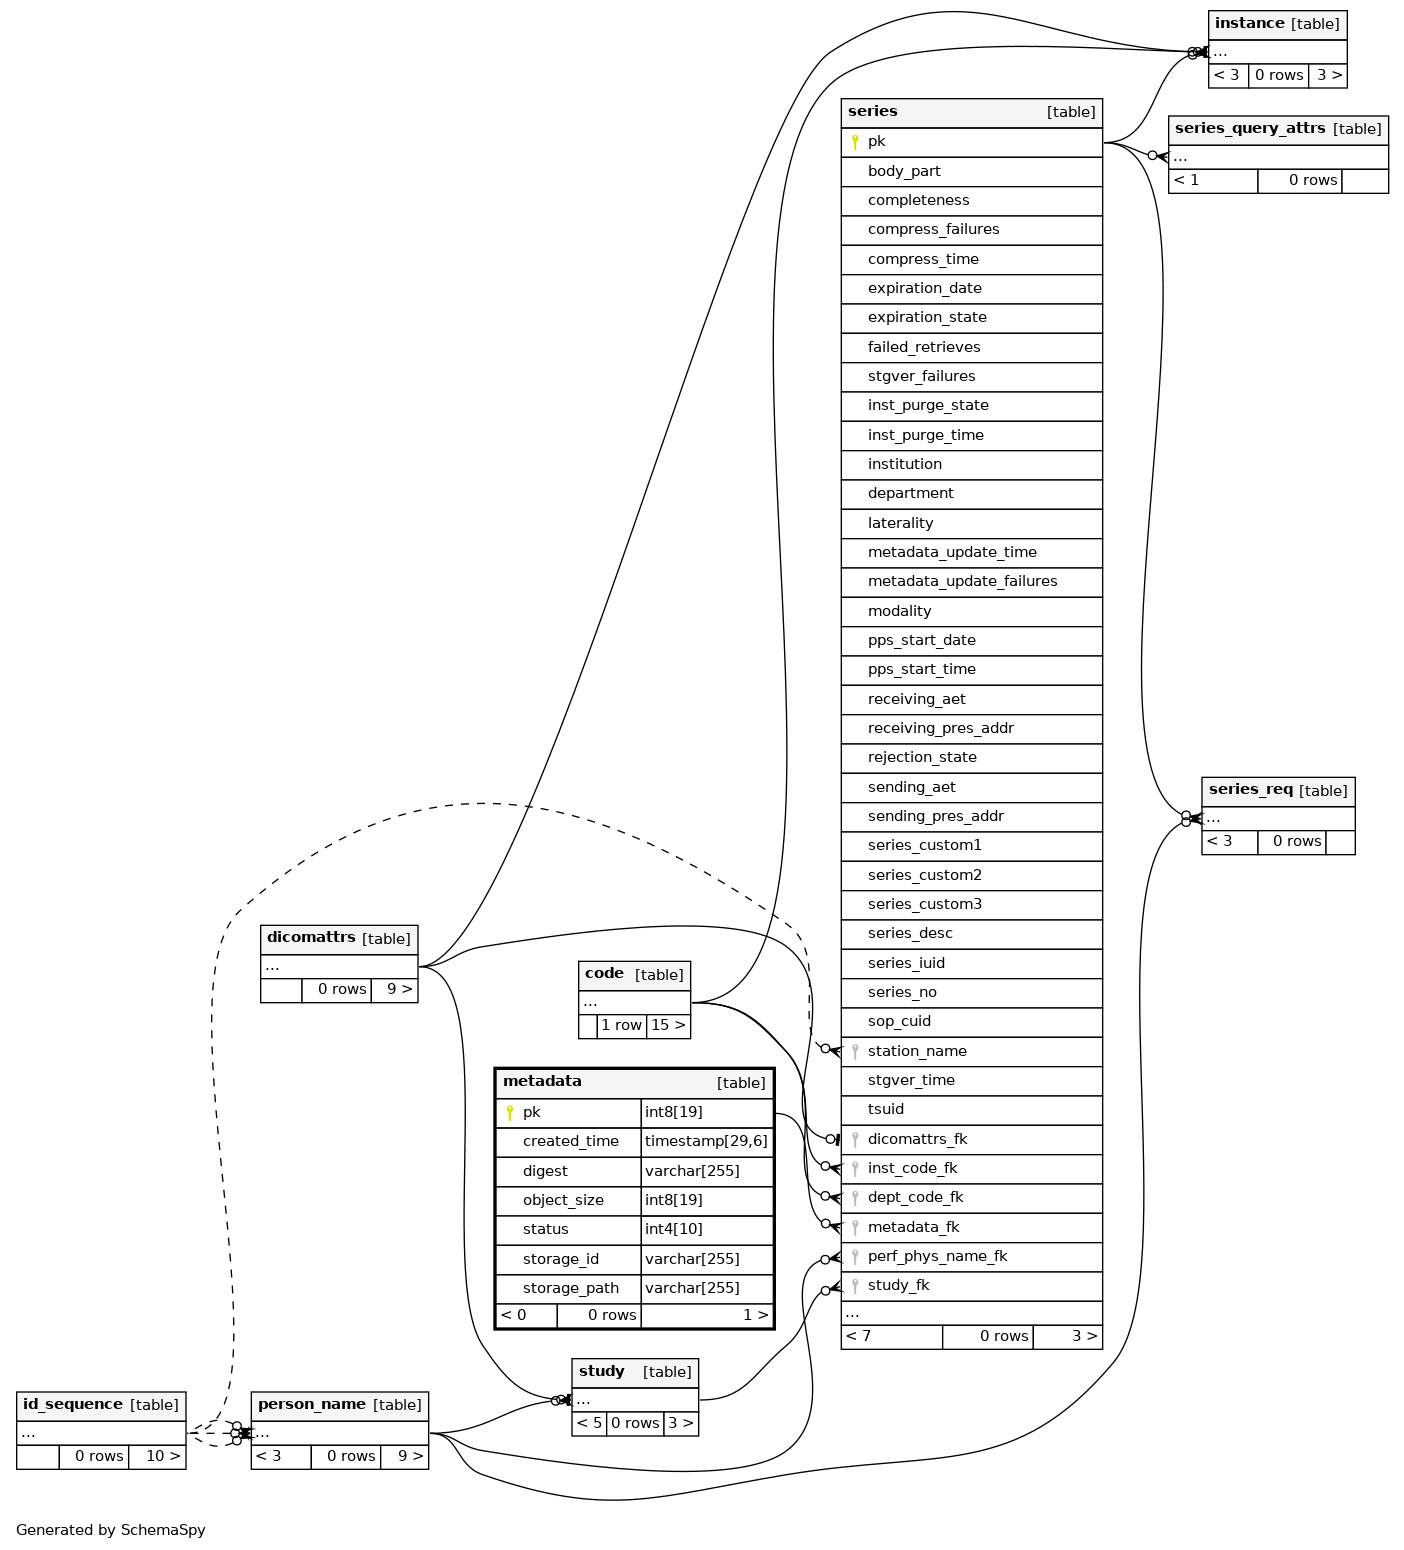 instance [table]
...
< 3 0 rows 3 >
series_query_attrs [table]
...
< 1 0 rows
series [table]
pk
body_part
completeness
compress_failures
compress_time
expiration_date
expiration_state
failed_retrieves
stgver_failures
inst_purge_state
inst_purge_time
institution
department
laterality
metadata_update_time
metadata_update_failures
modality
pps_start_date
pps_start_time
receiving_aet
receiving_pres_addr
rejection_state
sending_aet
sending_pres_addr
series_custom1
series_custom2
series_custom3
series_desc
series_iuid
series_no
sop_cuid
station_name
stgver_time
tsuid
dicomattrs_fk
inst_code_fk
dept_code_fk
metadata_fk
perf_phys_name_fk
study_fk
...
< 7 0 rows 3 >
series_req [table]
...
< 3 0 rows
dicomattrs [table]
...
0 rows 9 >
code [table]
...
1 row 15 >
metadata [table]
pk int8[19]
created_time timestamp[29,6]
digest varchar[255]
object_size int8[19]
status int4[10]
storage_id varchar[255]
storage_path varchar[255]
< 0 0 rows 1 >
study [table]
...
< 5 0 rows 3 >
id_sequence [table]
...
0 rows 10 >
person_name [table]
...
< 3 0 rows 9 >
Generated by SchemaSpy